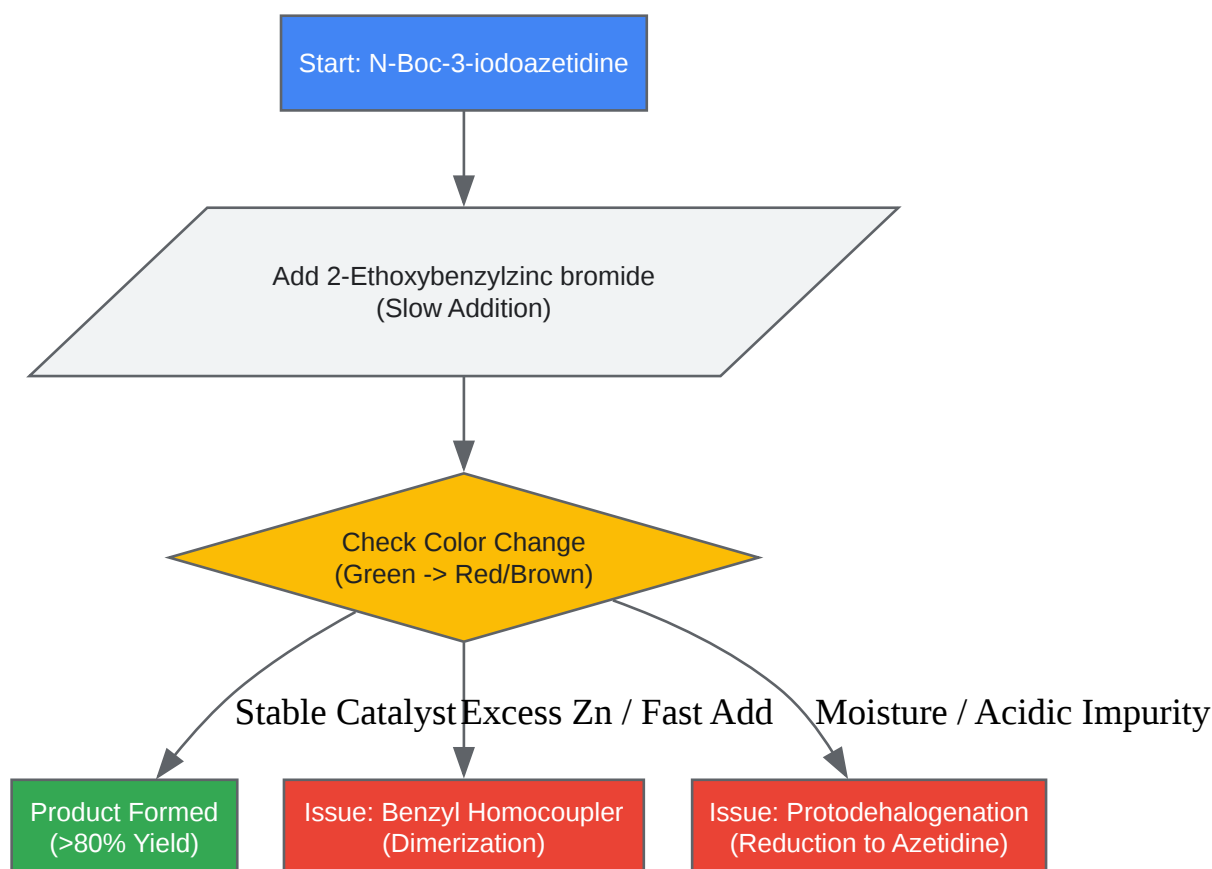 Start: N-Boc-3-iodoazetidine
Add 2-Ethoxybenzylzinc bromide
(Slow Addition)
Check Color Change
(Green -> Red/Brown)
Stable Catalyst
Excess Zn / Fast Add
Moisture / Acidic Impurity
Product Formed
(>80% Yield)
Issue: Benzyl Homocoupler
(Dimerization)
Issue: Protodehalogenation
(Reduction to Azetidine)